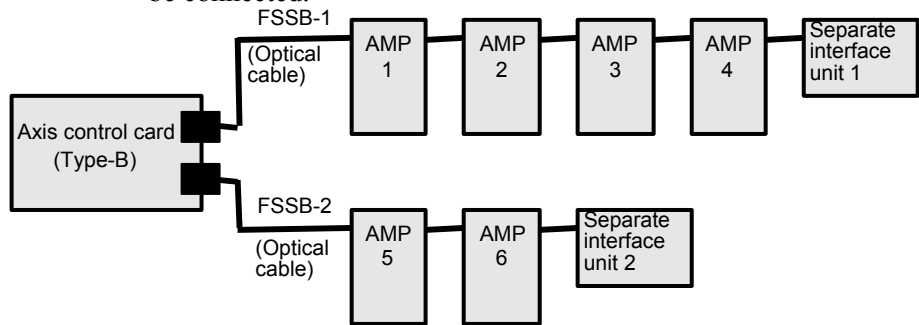 be connected.
FSSB-1
(Optical
cable)
AMP
1
AMP
2
AMP
3
AMP
4
Separate
interface
unit 1
Axis control card
(Type-B)
FSSB-2
(Optical
cable)
AMP
5
AMP
6
Separate
interface
unit 2